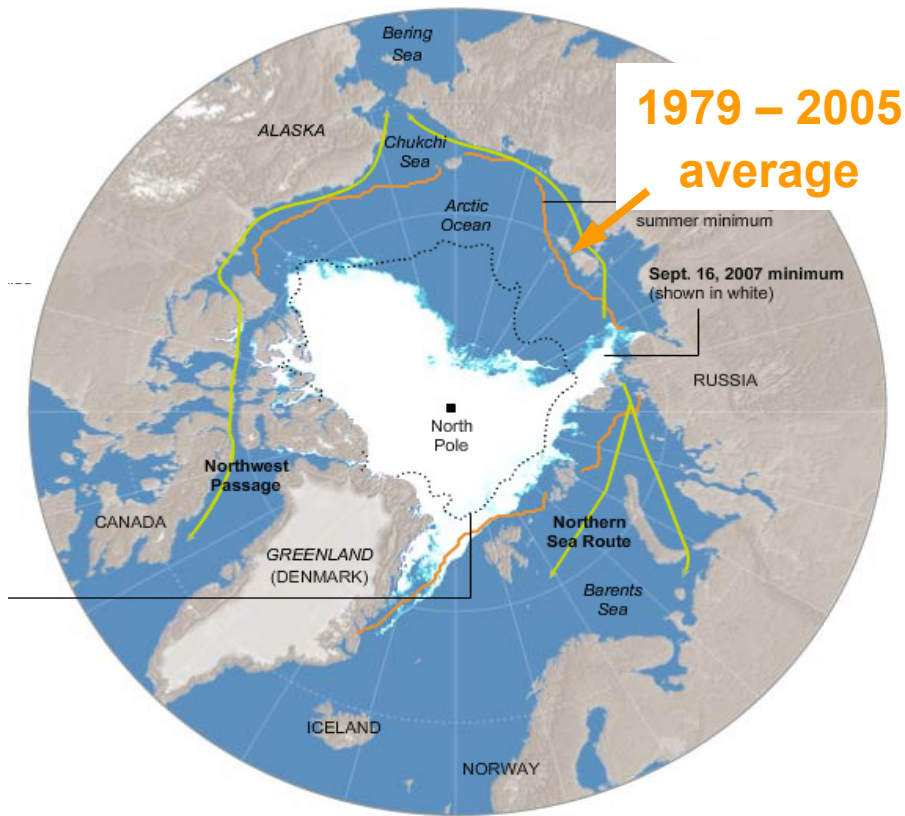 Bering
Sea
1979 – 2005
average
ALASKA
Chukchi
Sea
Arctic
Ocean
summer minimum
Sept. 16, 2007 minimum
(shown in white)
RUSSIA
North
Pole
Northwest
Passage
CANADA
Northern
Sea Route
GREENLAND
(DENMARK)
Barents
Sea
ICELAND
NORWAY